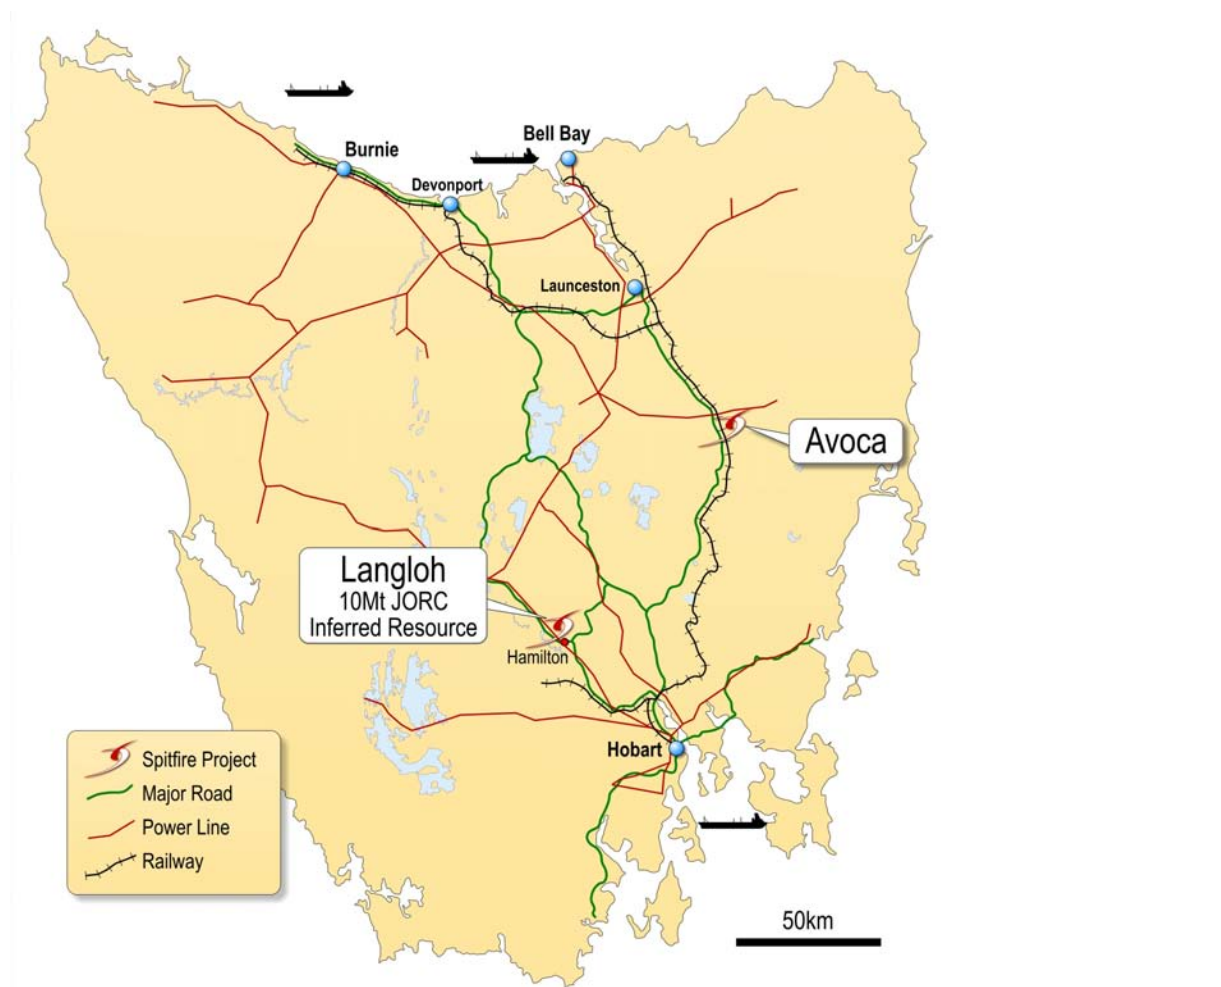 Bell Bay
Burnie
Devonport
Launceston
Avoca
Langloh
10Mt JORC
Inferred Resource
Hamilton
Hobart
Spitfire Project
Major Road
Power Line
Railway
50km